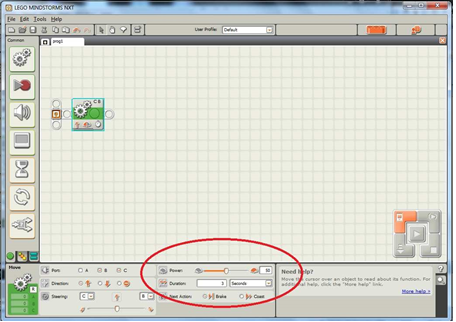 LEGO MINDSTORMS NXT
File Edit Tools Help
User Profile: Default
Common
prog1
C B
Move
Port: A B C
Direction:
Steering: C B
Power: 50
Duration: 2 Seconds
Next Action: Brake Coast
Need help?
Move the cursor over an object to read about its function. For
additional help, click the "More help" link.
More help >